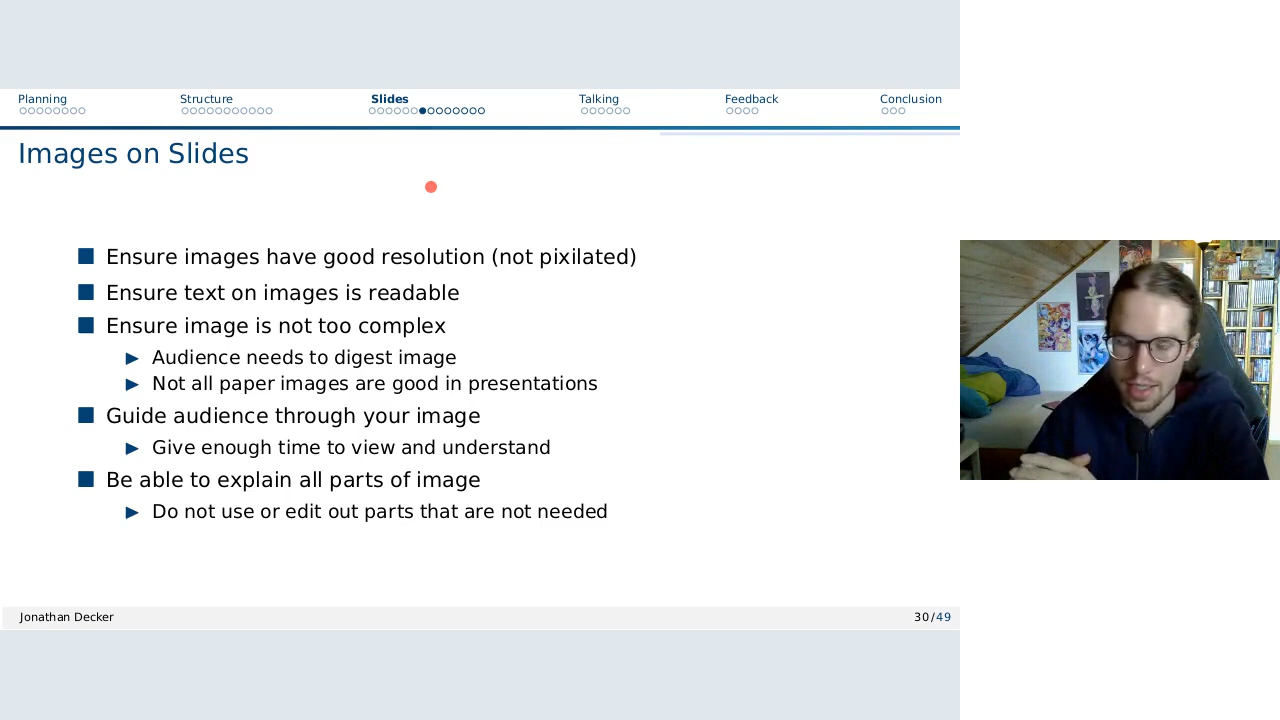 Planning
Structure
Slides
Talking
Feedback
Conclusion
Images on Slides
Ensure images have good resolution (not pixilated)
Ensure text on images is readable
Ensure image is not too complex
Audience needs to digest image
Not all paper images are good in presentations
Guide audience through your image
Give enough time to view and understand
Be able to explain all parts of image
Do not use or edit out parts that are not needed
Jonathan Decker
30/49